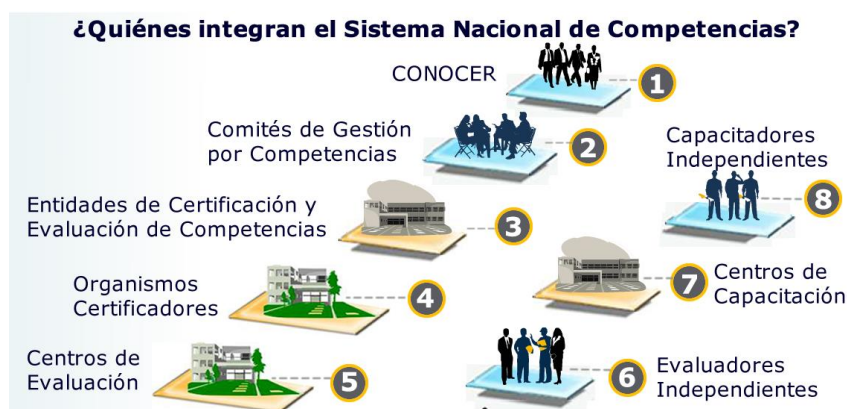 ¿Quiénes integran el Sistema Nacional de Competencias?
CONOCER
1
Comités de Gestión
por Competencias
2
Entidades de Certificación y
Evaluación de Competencias
3
Organismos
Certificadores
4
Centros de
Evaluación
5
6
Evaluadores
Independientes
7
Centros de
Capacitación
Capacitadores
Independientes
8